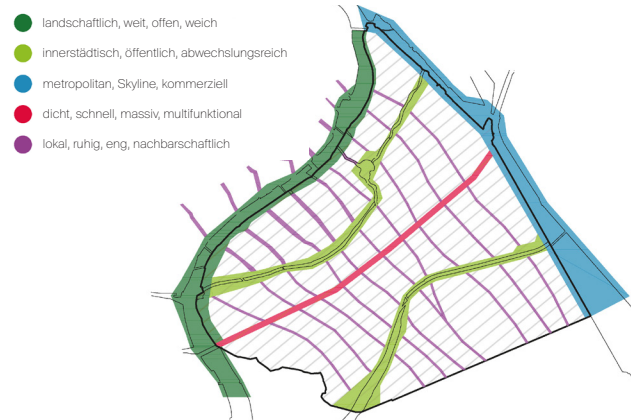 landschaftlich, weit, offen, weich
innerstädtisch, öffentlich, abwechslungsreich
metropolitan, Skyline, kommerziell
dicht, schnell, massiv, multifunktional
lokal, ruhig, eng, nachbarschaftlich